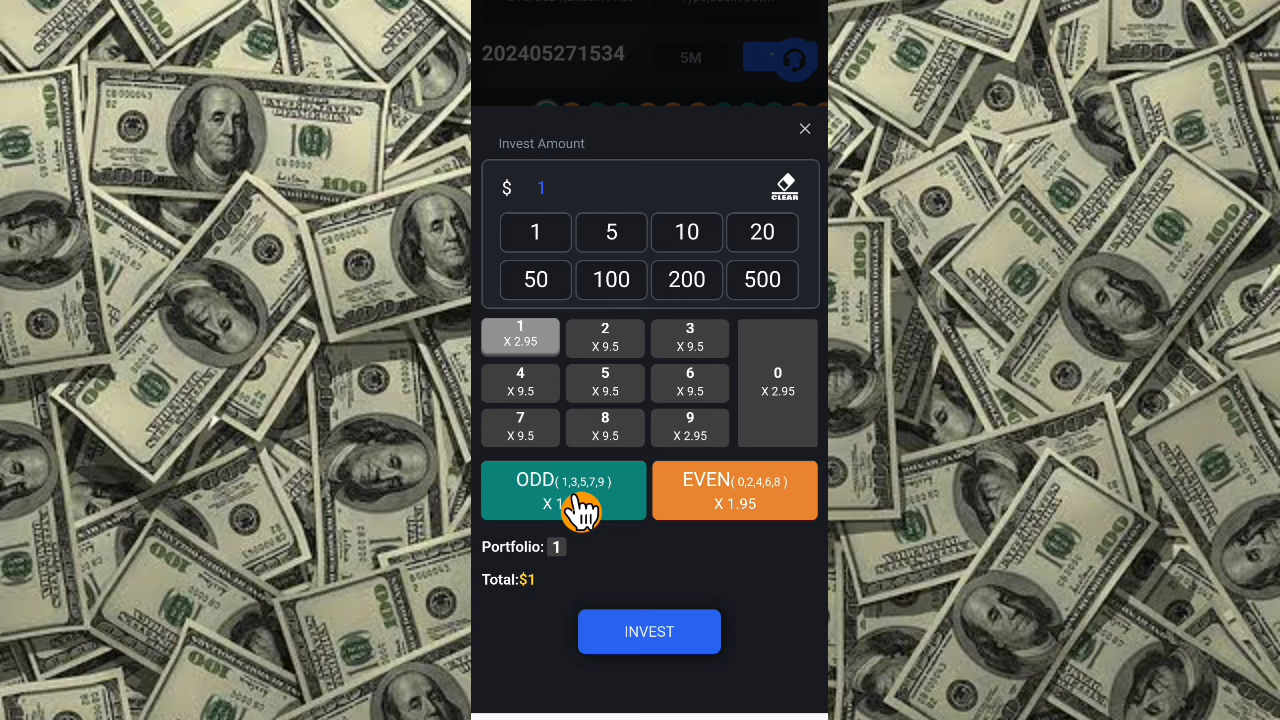 202405271534
5M
Invest Amount
$ 1
CLEAR
1 5 10 20
50 100 200 500
1 2 3
X 2.95 X 9.5 X 9.5
4 5 6 0
X 9.5 X 9.5 X 9.5 X 2.95
7 8 9
X 9.5 X 9.5 X 2.95
ODD( 1,3,5,7,9 ) EVEN( 0,2,4,6,8 )
X 1 X 1.95
Portfolio: 1
Total:$1
INVEST